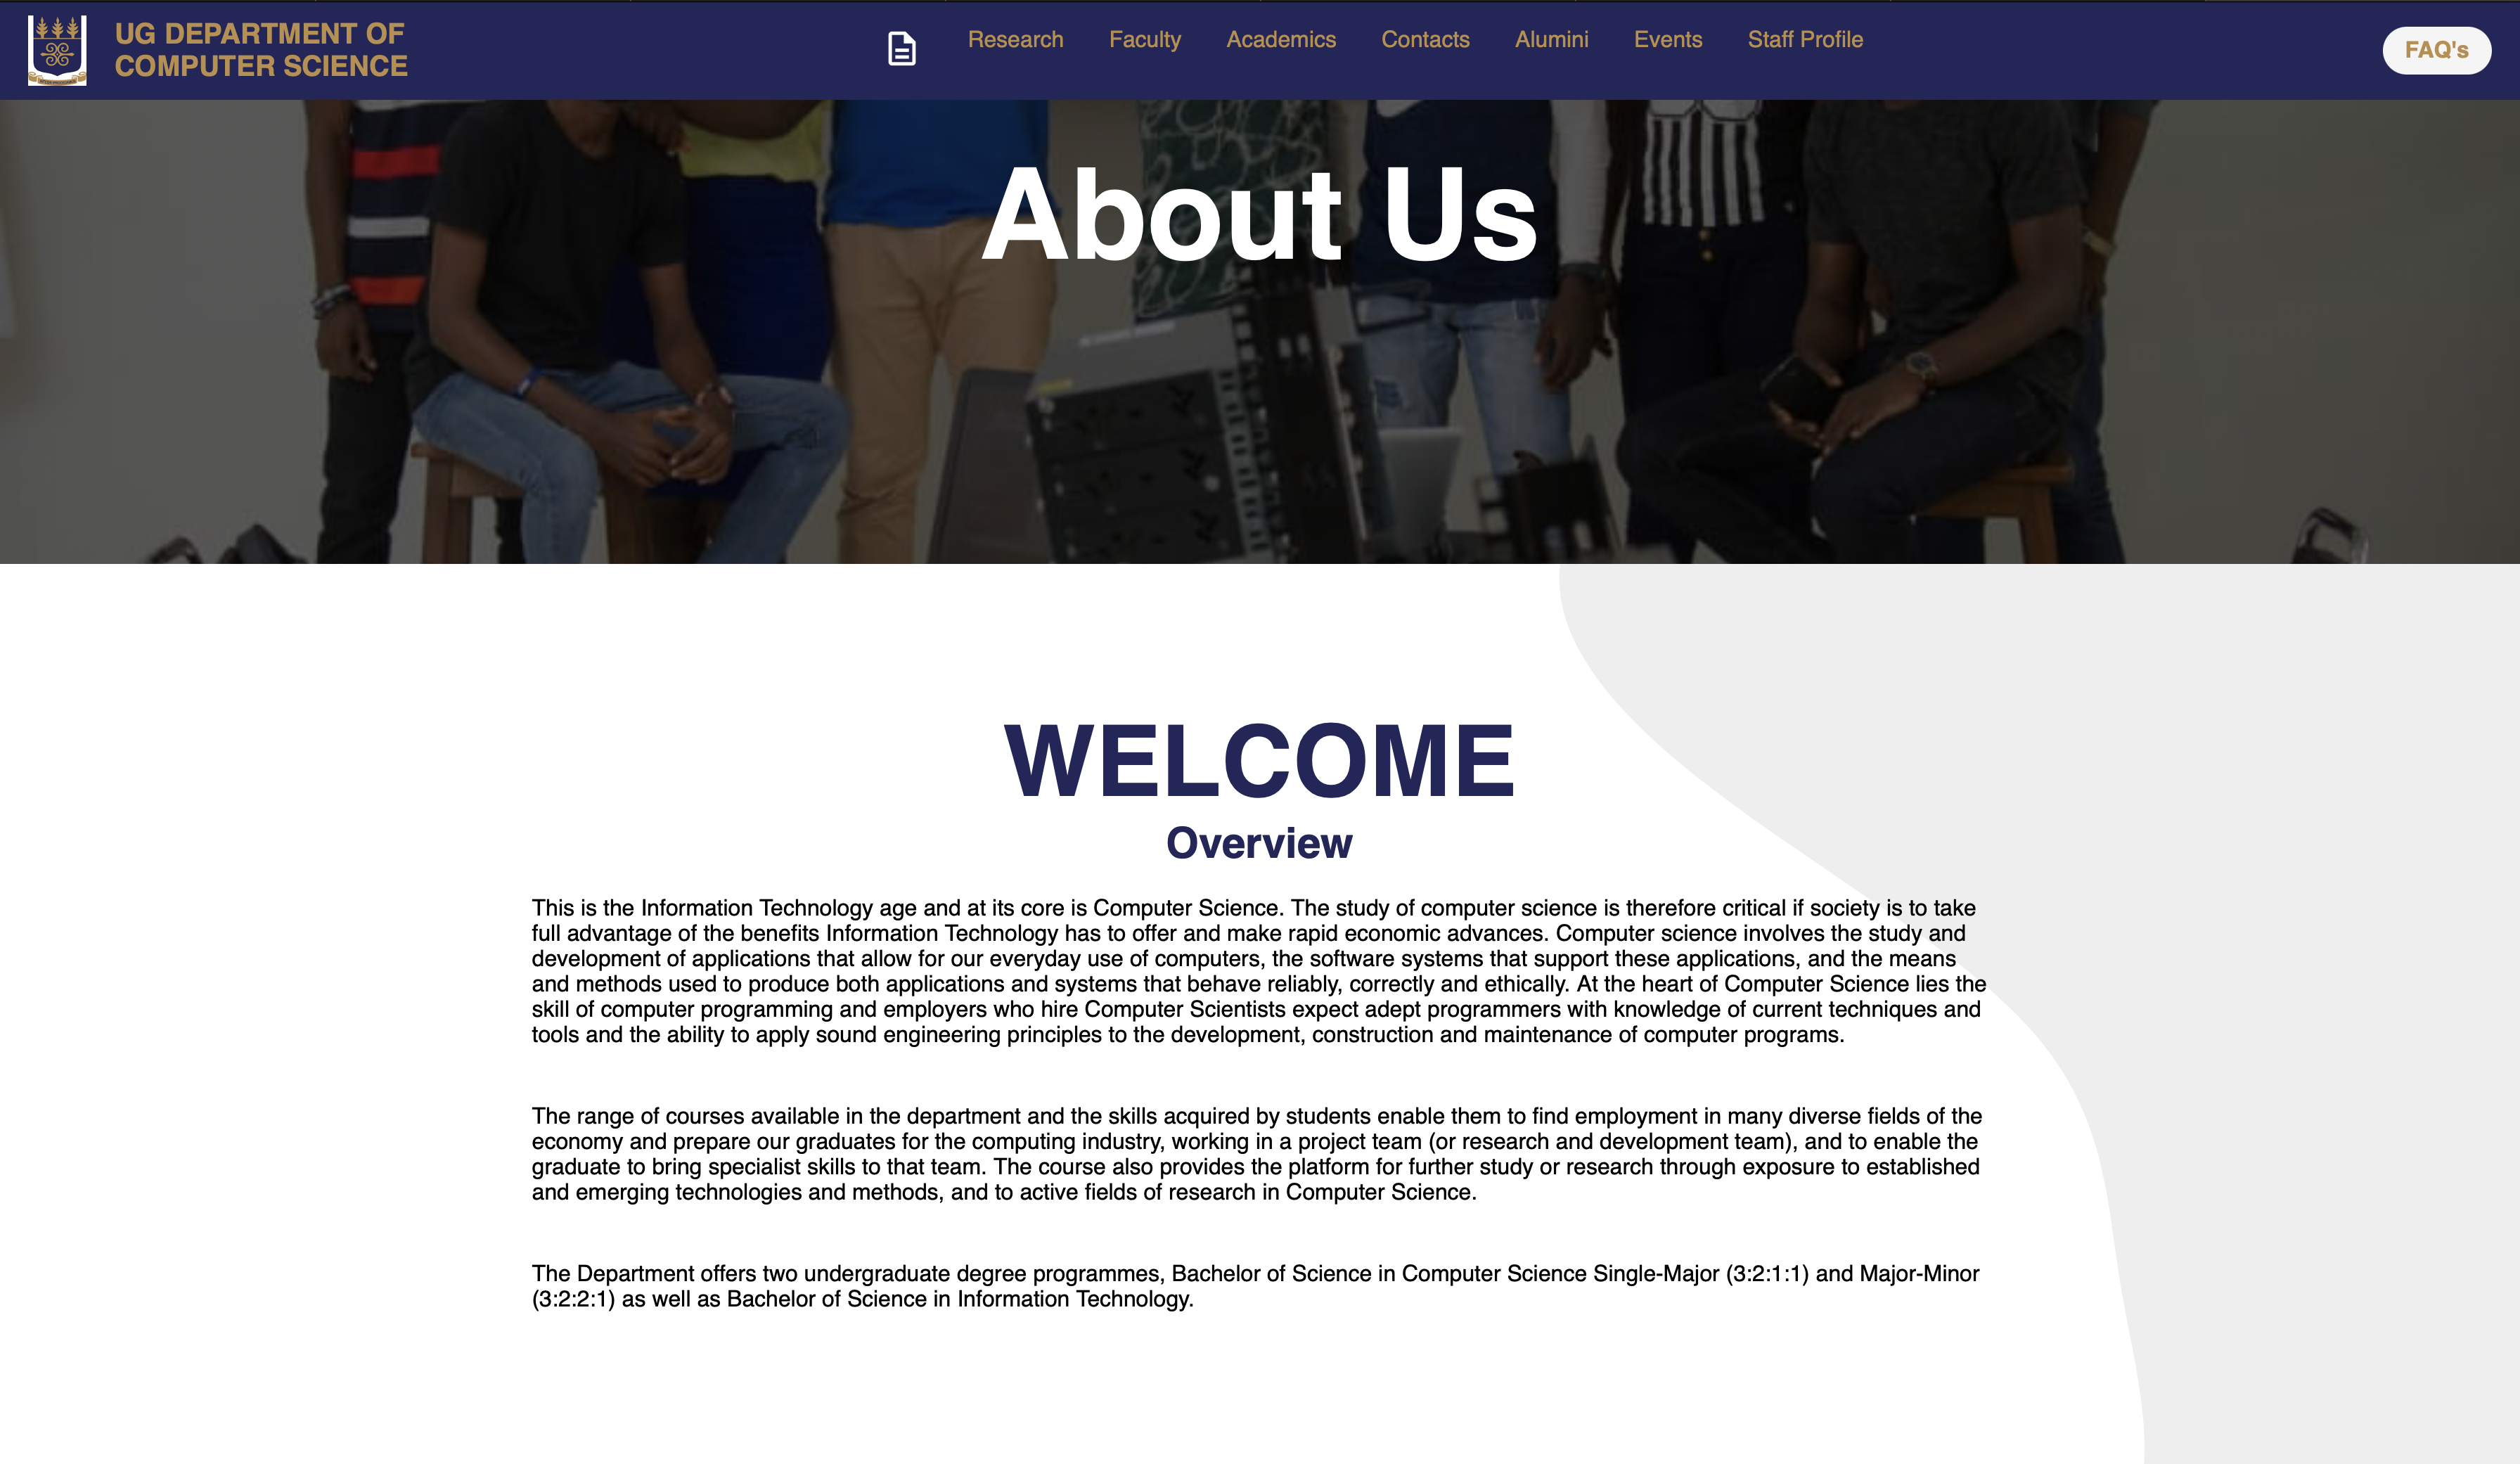 UG DEPARTMENT OF
COMPUTER SCIENCE
Research Faculty Academics Contacts Alumini Events Staff Profile
FAQ's
About Us
WELCOME
Overview
This is the Information Technology age and at its core is Computer Science. The study of computer science is therefore critical if society is to take
full advantage of the benefits Information Technology has to offer and make rapid economic advances. Computer science involves the study and
development of applications that allow for our everyday use of computers, the software systems that support these applications, and the means
and methods used to produce both applications and systems that behave reliably, correctly and ethically. At the heart of Computer Science lies the
skill of computer programming and employers who hire Computer Scientists expect adept programmers with knowledge of current techniques and
tools and the ability to apply sound engineering principles to the development, construction and maintenance of computer programs.
The range of courses available in the department and the skills acquired by students enable them to find employment in many diverse fields of the
economy and prepare our graduates for the computing industry, working in a project team (or research and development team), and to enable the
graduate to bring specialist skills to that team. The course also provides the platform for further study or research through exposure to established
and emerging technologies and methods, and to active fields of research in Computer Science.
The Department offers two undergraduate degree programmes, Bachelor of Science in Computer Science Single-Major (3:2:1:1) and Major-Minor
(3:2:2:1) as well as Bachelor of Science in Information Technology.